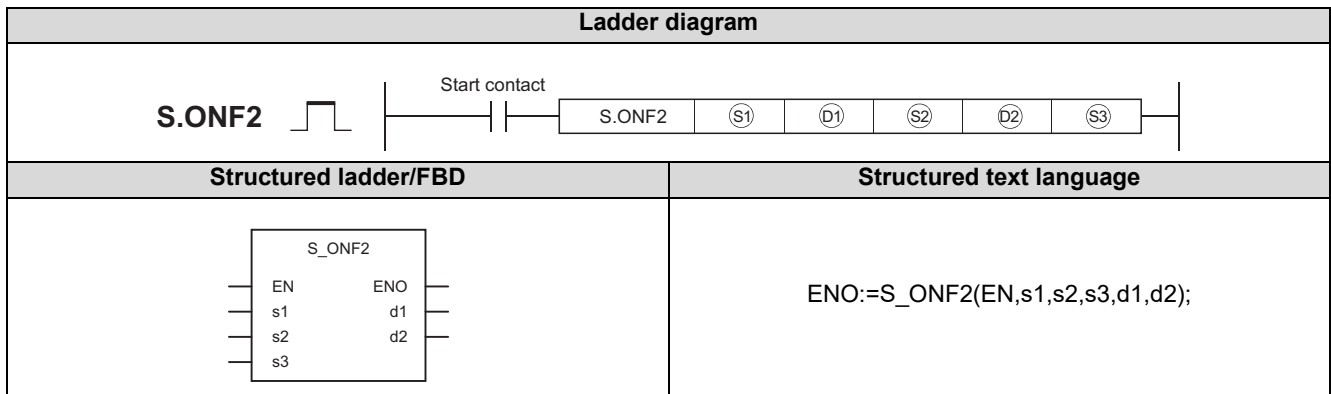 Ladder diagram
Start contact
S.ONF2 S.ONF2 S1 D1 S2 D2 S3
Structured ladder/FBD Structured text language
S_ONF2
EN ENO
s1 d1
s2 d2
s3
ENO:=S_ONF2(EN,s1,s2,s3,d1,d2);